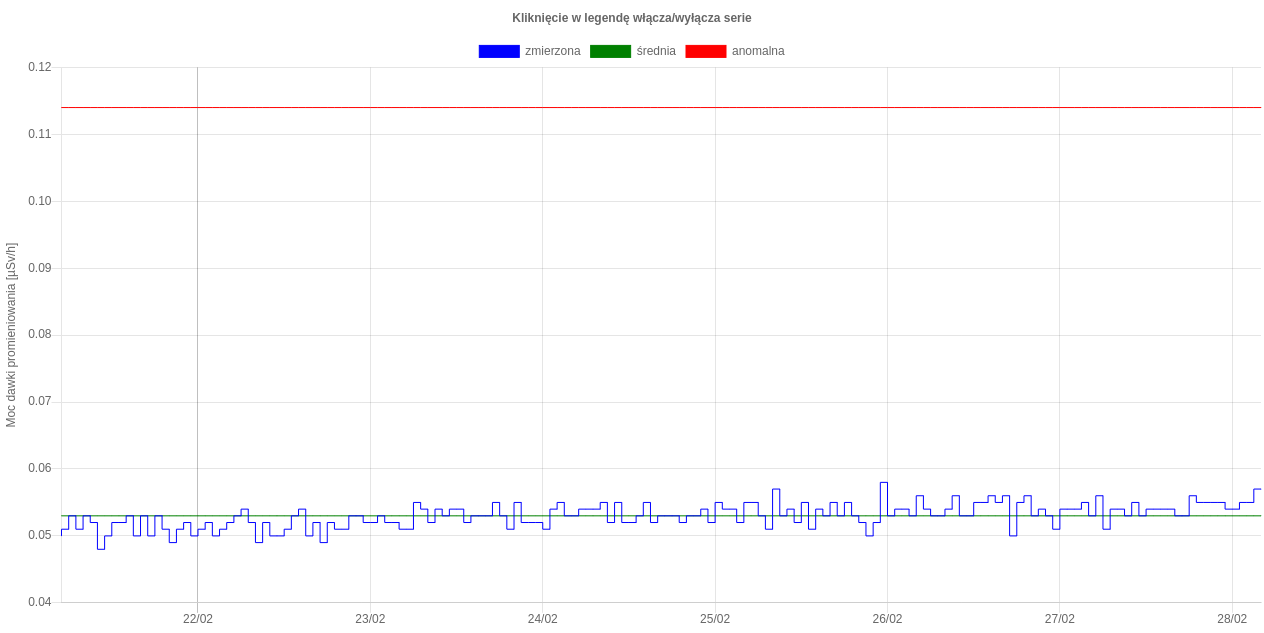 Kliknięcie w legendę włącza/wyłącza serie
zmierzona średnia anomalna
Moc dawki promieniowania [µSv/h]
0.12
0.11
0.10
0.09
0.08
0.07
0.06
0.05
0.04
22/02 23/02 24/02 25/02 26/02 27/02 28/02